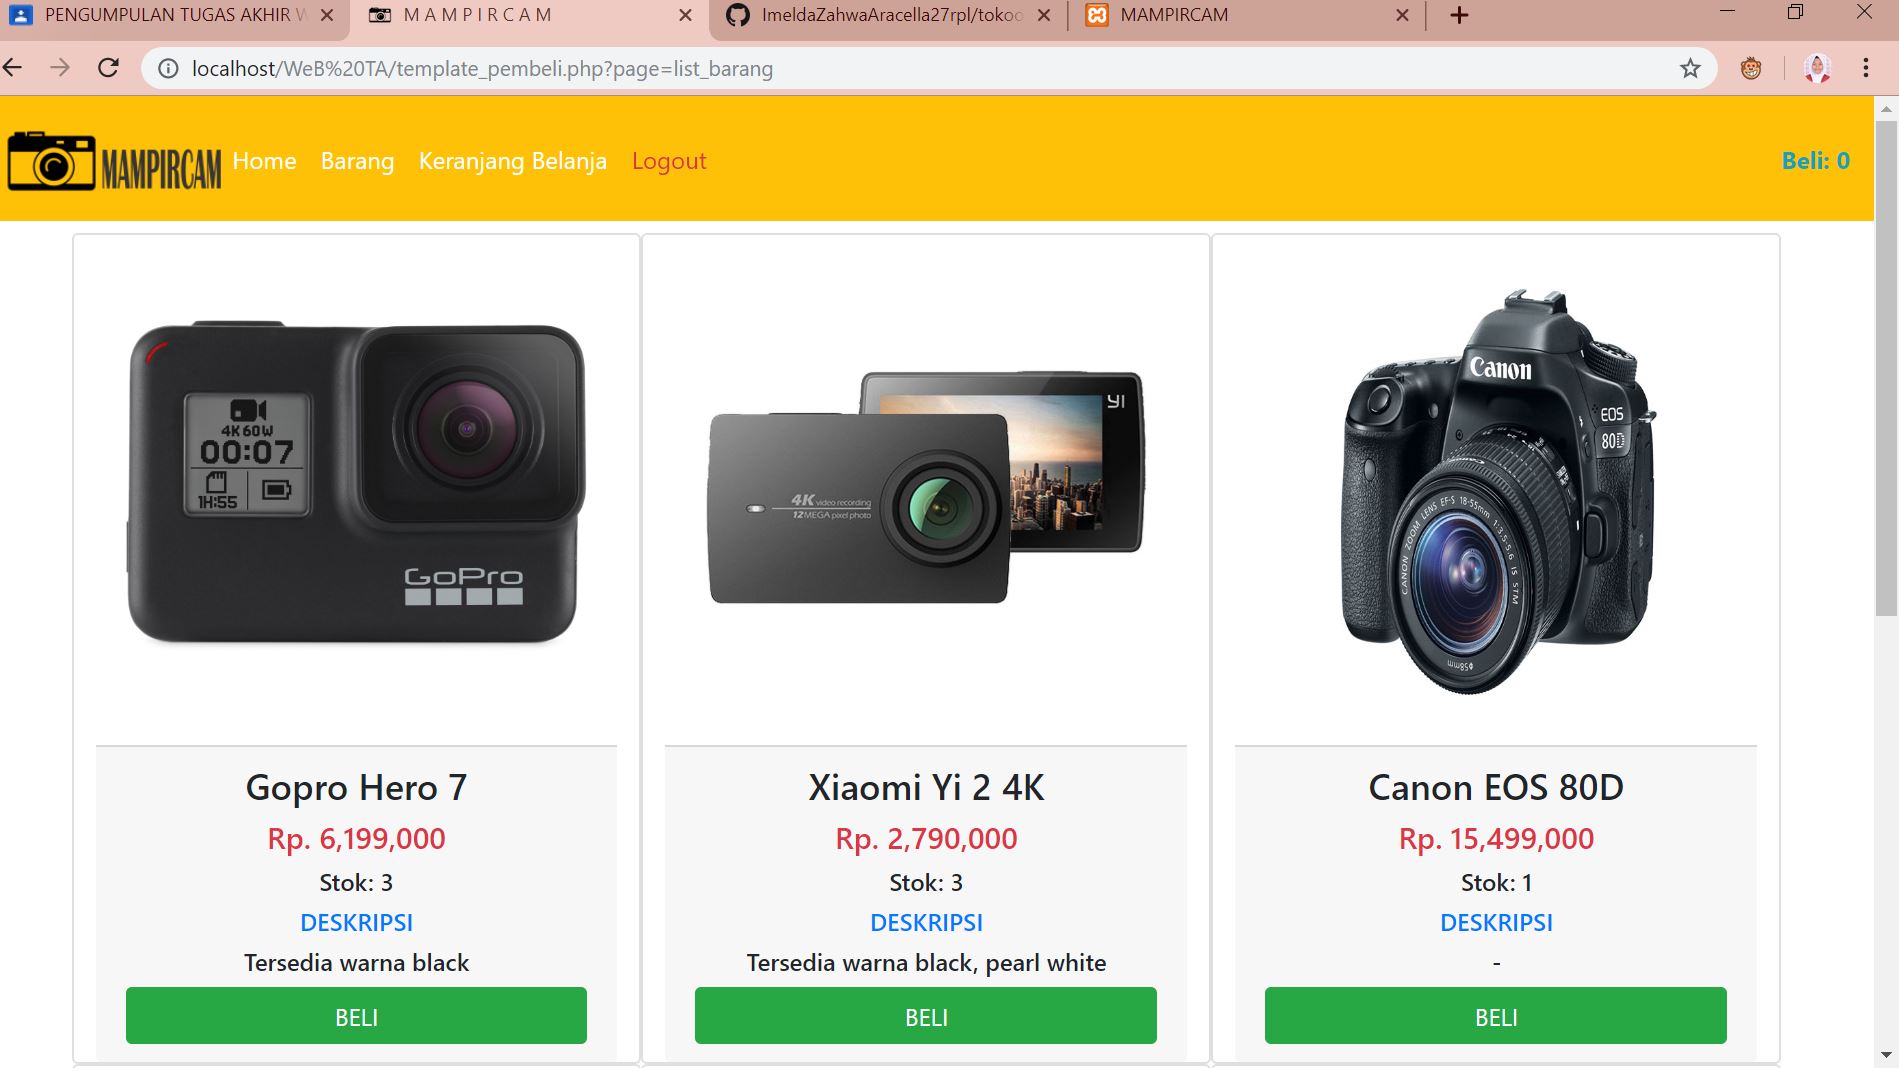 PENGUMPULAN TUGAS AKHIR W
M A M P I R C A M
ImeldaZahwaAracella27rpl/tokoo
MAMPIRCAM
localhost/WeB%20TA/template_pembeli.php?page=list_barang
MAMPIRCAM Home Barang Keranjang Belanja Logout Beli: 0
4K 60 W
00:07
1H:55
GoPro
YI
4K video recording
12MEGA pixel photo
Canon
EOS
80D
CANON ZOOM LENS EF-S 18-55mm 1:3.5-5.6 IS STM
Φ58mm
Gopro Hero 7
Rp. 6,199,000
Stok: 3
DESKRIPSI
Tersedia warna black
BELI
Xiaomi Yi 2 4K
Rp. 2,790,000
Stok: 3
DESKRIPSI
Tersedia warna black, pearl white
BELI
Canon EOS 80D
Rp. 15,499,000
Stok: 1
DESKRIPSI
-
BELI